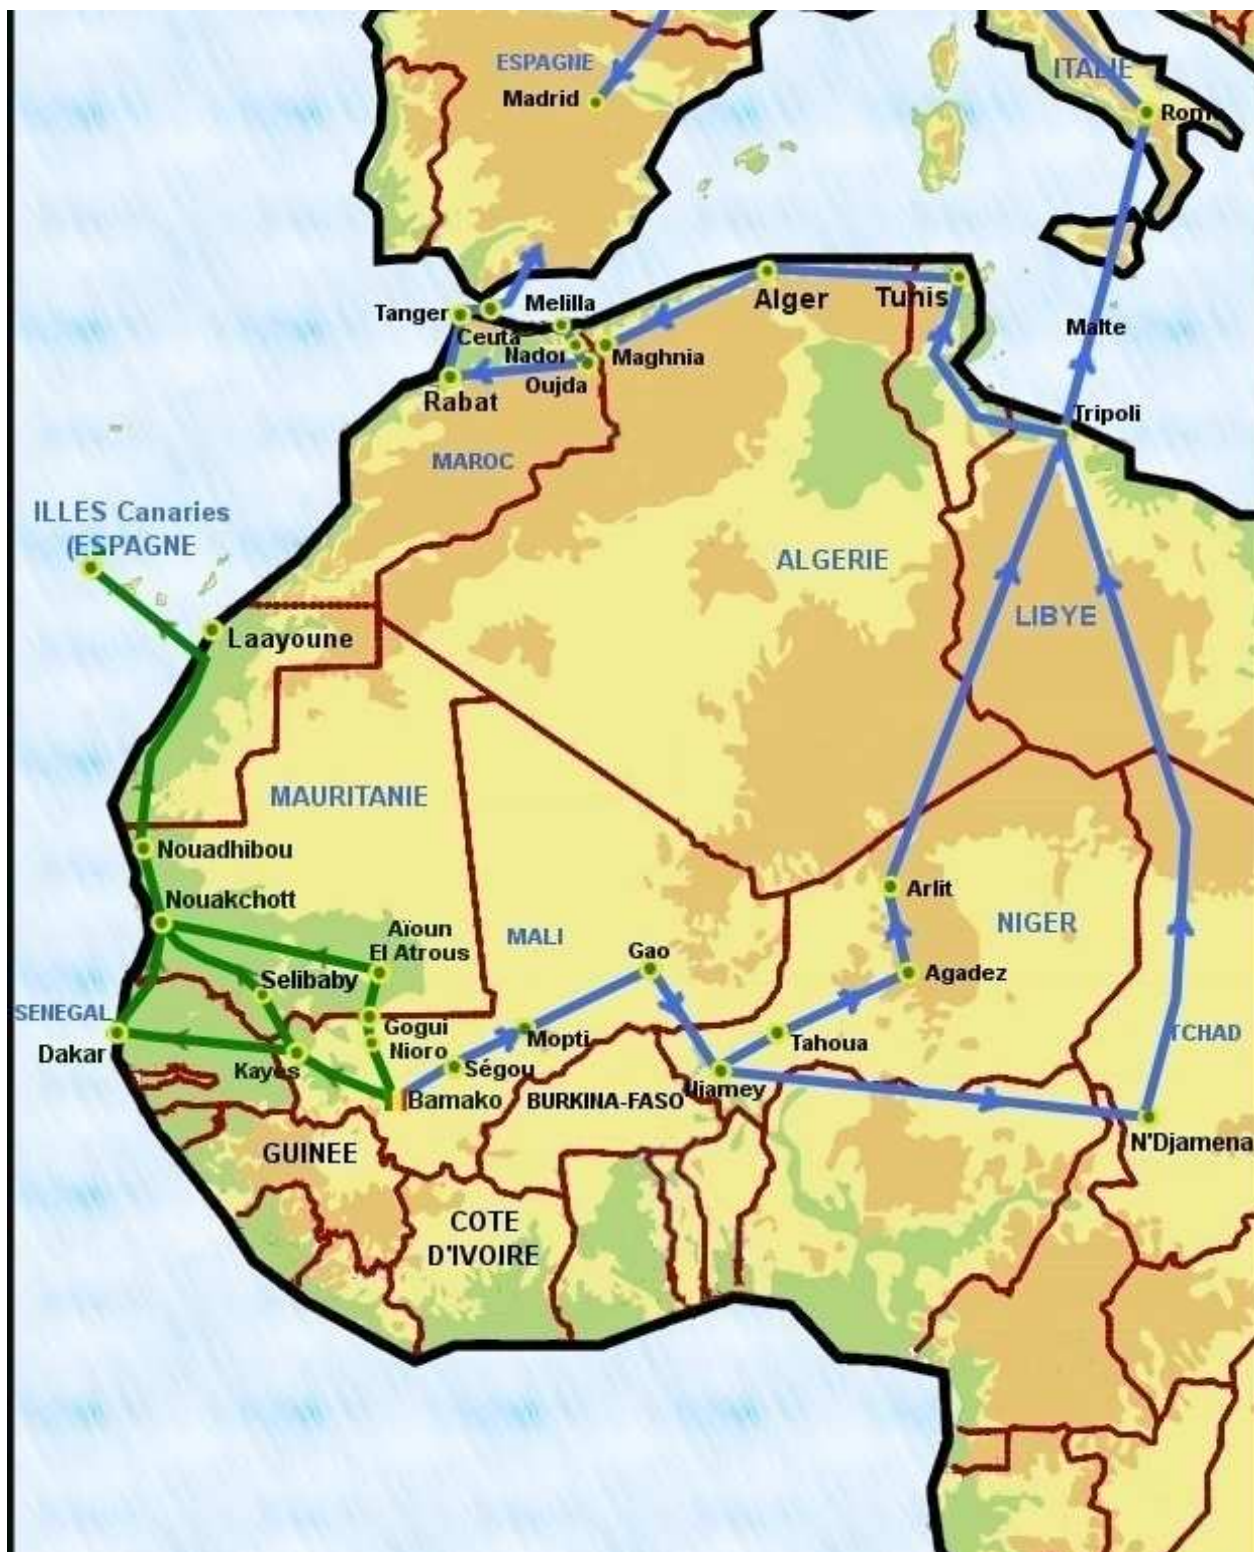 ESPAGNE
Madrid
ITALIE
Rome
Tanger
Ceuta
Melilla
Nador
Oujda
Maghnia
Alger
Tunis
Malte
Rabat
Tripoli
MAROC
ILLES Canaries
(ESPAGNE
ALGERIE
LIBYE
Laayoune
MAURITANIE
Nouadhibou
Nouakchott
Aïoun
El Atrous
MALI
Gao
Arlit
NIGER
Selibaby
Agadez
SENEGAL
Dakar
Kayes
Gogui
Nioro
Mopti
Tahoua
TCHAD
Ségou
Bamako
BURKINA-FASO
Njamey
N'Djamena
GUINEE
COTE
D'IVOIRE